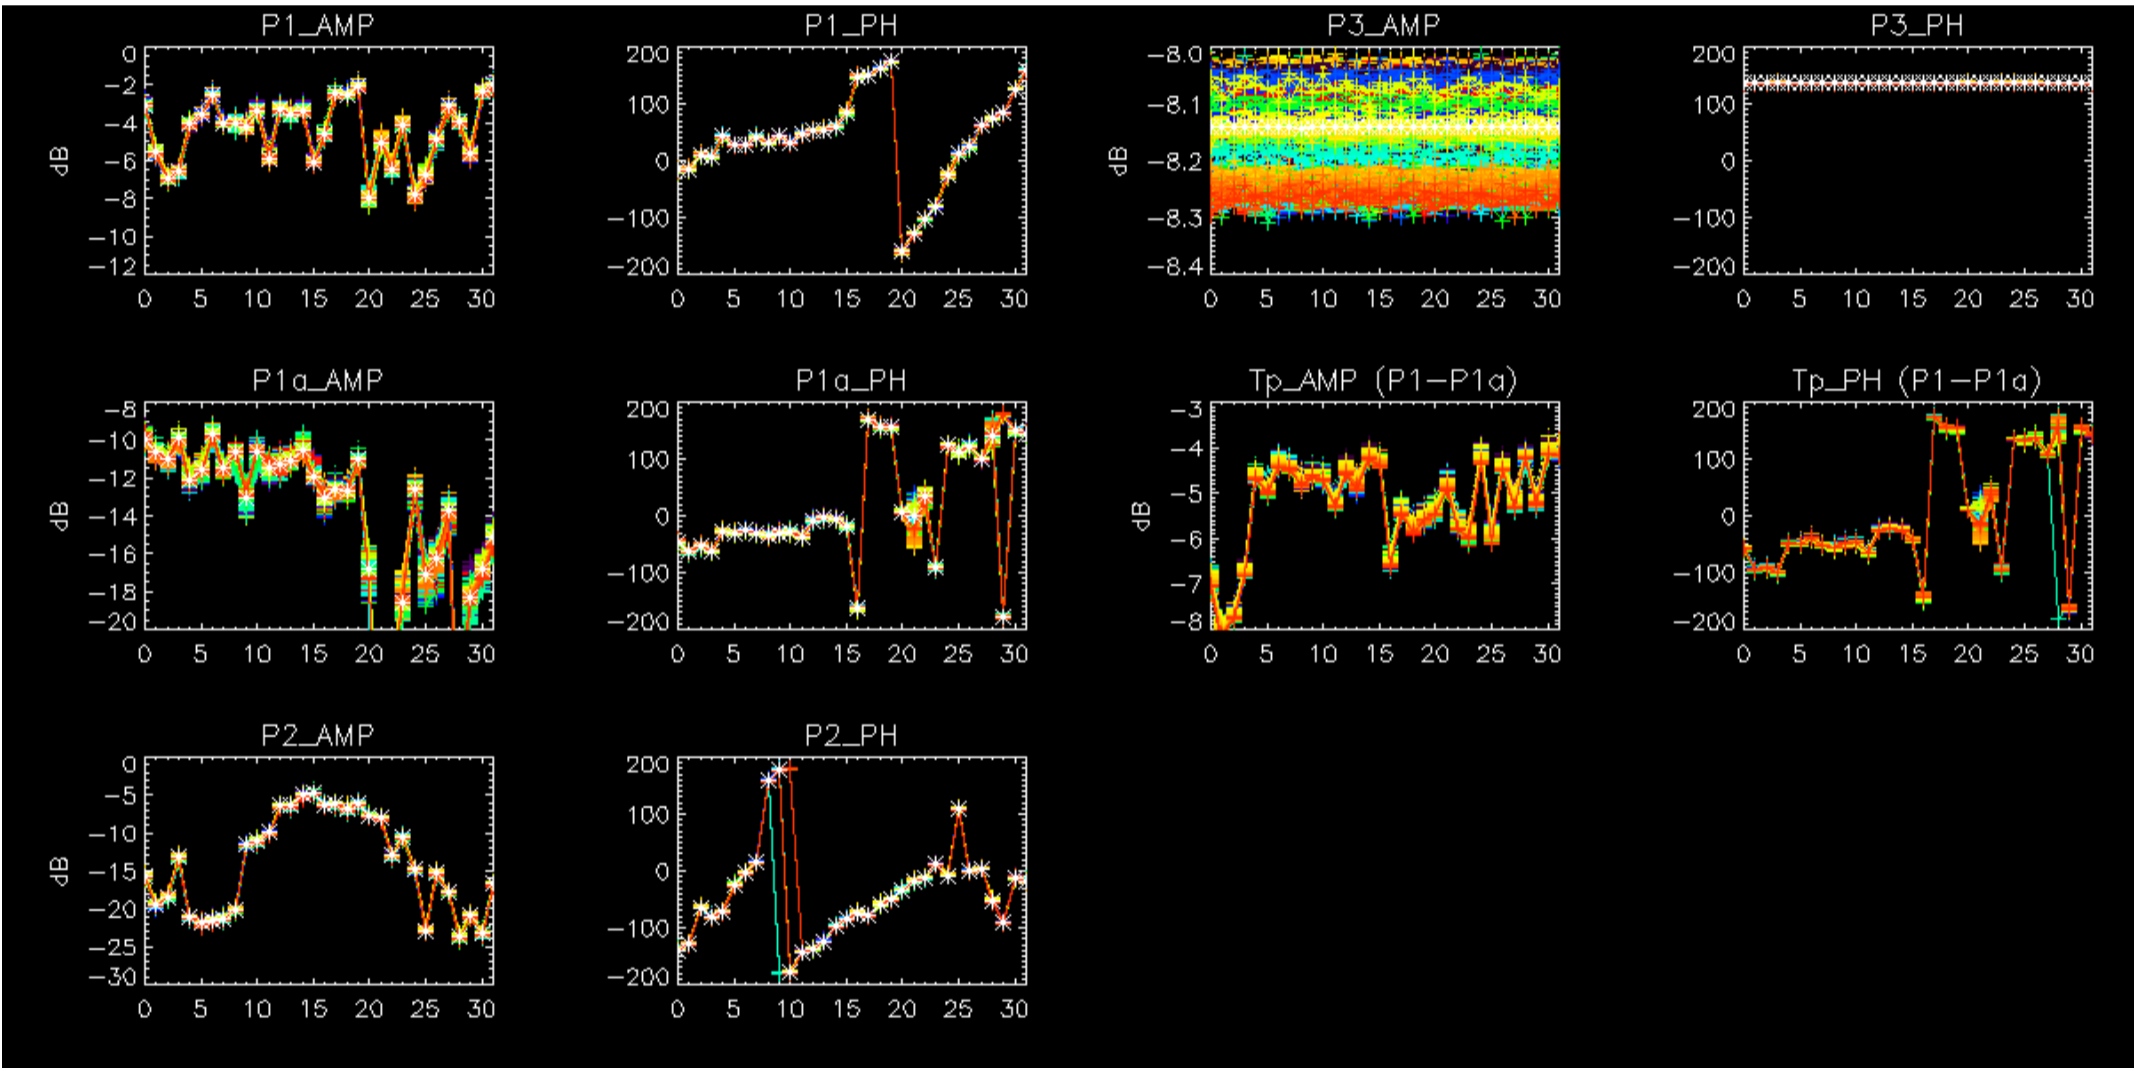 P1_AMP
0
−2
−4
−6
−8
−10
−12
dB
0 5 10 15 20 25 30
P1_PH
200
100
0
−100
−200
0 5 10 15 20 25 30
P3_AMP
−8.0
−8.1
−8.2
−8.3
−8.4
dB
0 5 10 15 20 25 30
P3_PH
200
100
0
−100
−200
0 5 10 15 20 25 30
P1a_AMP
−8
−10
−12
−14
−16
−18
−20
dB
0 5 10 15 20 25 30
P1a_PH
200
100
0
−100
−200
0 5 10 15 20 25 30
Tp_AMP (P1−P1a)
−3
−4
−5
−6
−7
−8
dB
0 5 10 15 20 25 30
Tp_PH (P1−P1a)
200
100
0
−100
−200
0 5 10 15 20 25 30
P2_AMP
0
−5
−10
−15
−20
−25
−30
dB
0 5 10 15 20 25 30
P2_PH
200
100
0
−100
−200
0 5 10 15 20 25 30